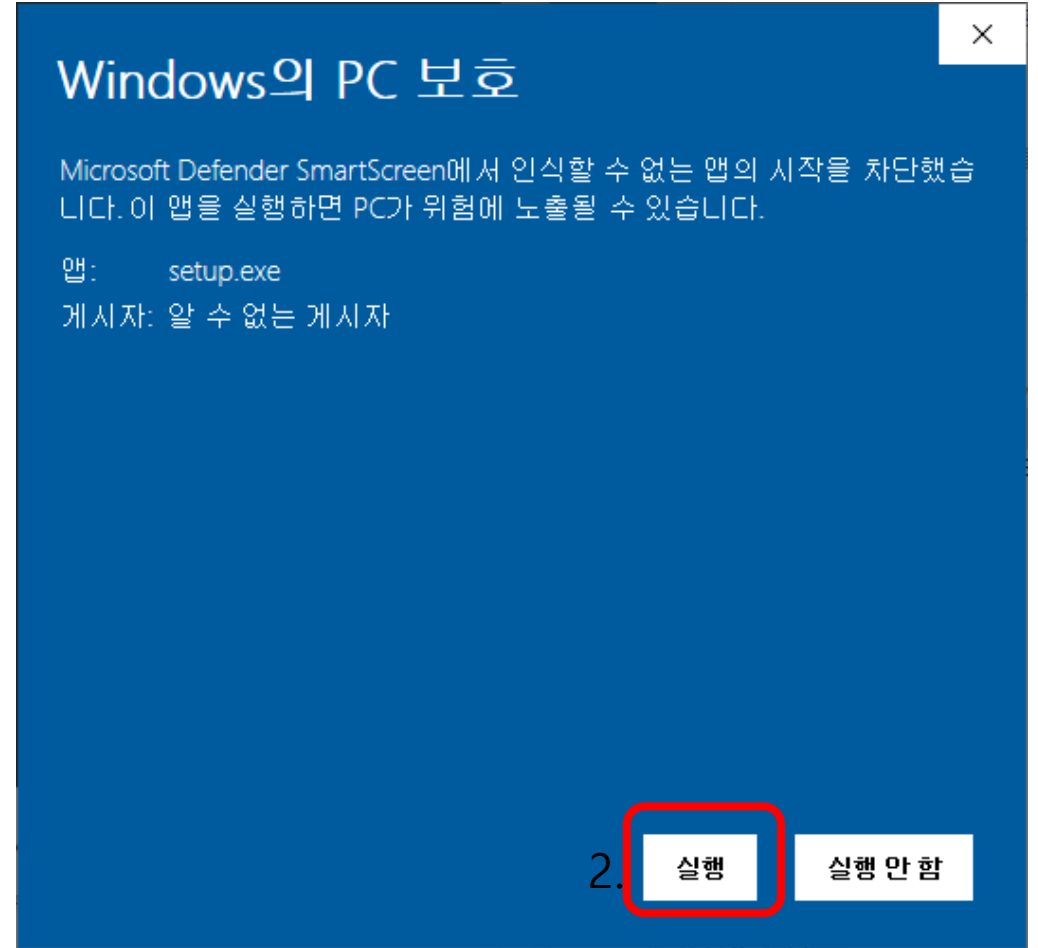 Windows의 PC 보호
Microsoft Defender SmartScreen에서 인식할 수 없는 앱의 시작을 차단했습
니다. 이 앱을 실행하면 PC가 위험에 노출될 수 있습니다.
앱: setup.exe
게시자: 알 수 없는 게시자
2. 실행 실행 안 함